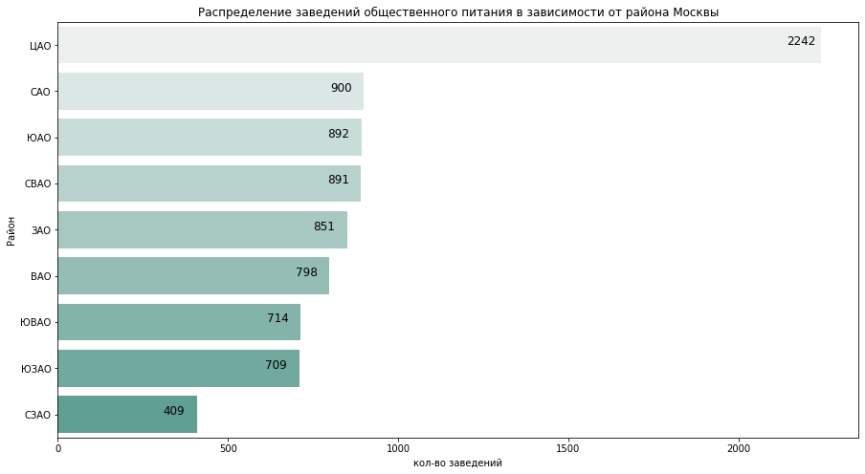 Распределение заведений общественного питания в зависимости от района Москвы
ЦАО 2242
САО 900
ЮАО 892
СВАО 891
ЗАО 851
ВАО 798
ЮВАО 714
ЮЗАО 709
СЗАО 409
Район
0 500 1000 1500 2000
кол-во заведений